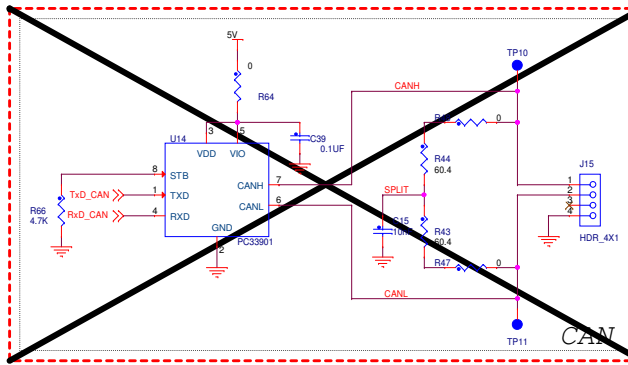 5V
0
R64
TP10
CANH
C39
0.1UF
U14
3
5
VDD
VIO
0
R44
60.4
J15
8
STB
CANH
7
1
2
3
4
TxD_CAN
1
TXD
SPLIT
CANL
6
R66
4.7K
RxD_CAN
4
RXD
C15
GND
R43
60.4
2
PC33901
HDR_4X1
R47
0
CANL
CAN
TP11